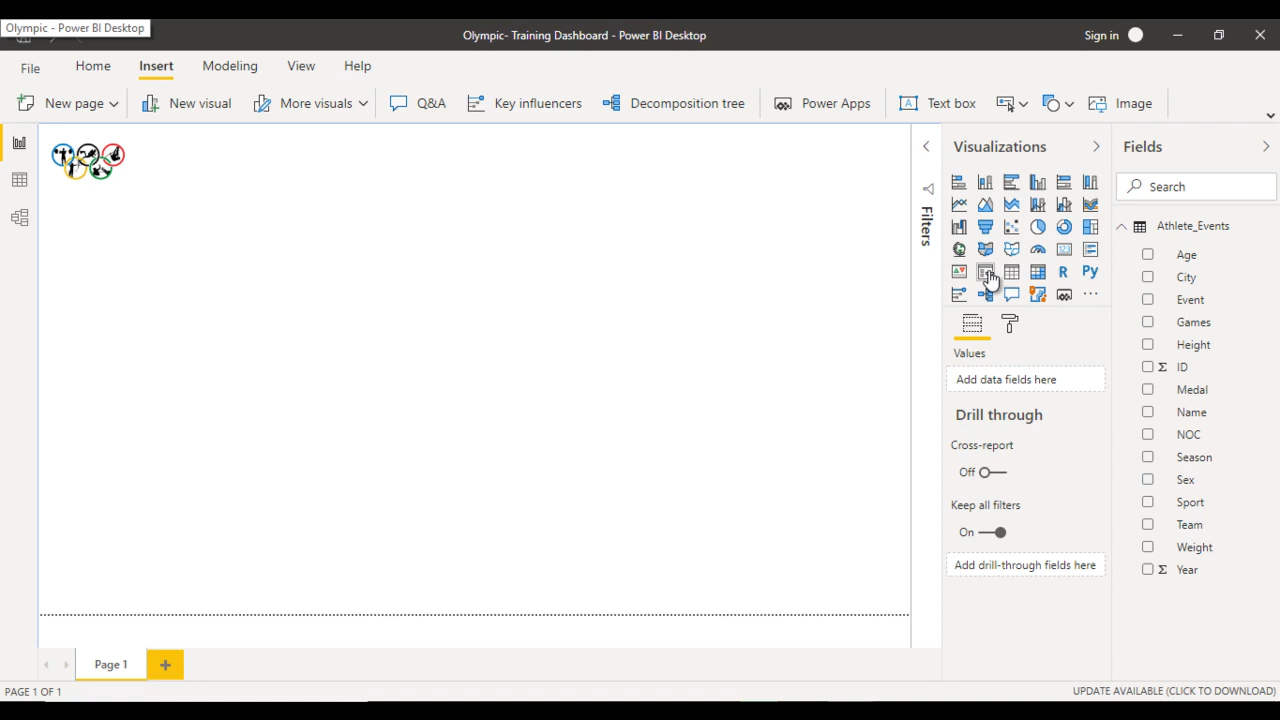 Olympic - Power BI Desktop
Olympic- Training Dashboard - Power BI Desktop
Sign in
File Home Insert Modeling View Help
New page New visual More visuals Q&A Key influencers Decomposition tree Power Apps Text box Image
Filters
Visualizations
R Py
Values
Add data fields here
Drill through
Cross-report
Off
Keep all filters
On
Add drill-through fields here
Fields
Search
Athlete_Events
Age
City
Event
Games
Height
Σ ID
Medal
Name
NOC
Season
Sex
Sport
Team
Weight
Σ Year
Page 1
PAGE 1 OF 1
UPDATE AVAILABLE (CLICK TO DOWNLOAD)